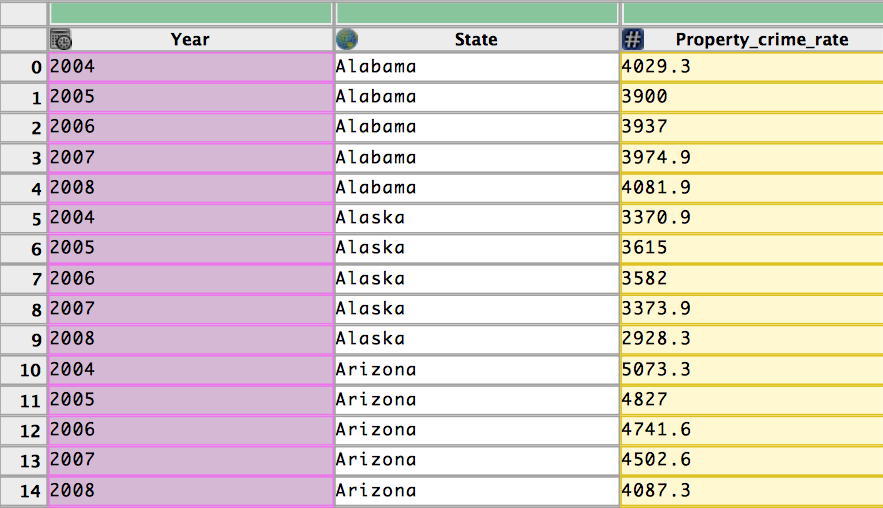 # Year State Property_crime_rate
0 2004 Alabama 4029.3
1 2005 Alabama 3900
2 2006 Alabama 3937
3 2007 Alabama 3974.9
4 2008 Alabama 4081.9
5 2004 Alaska 3370.9
6 2005 Alaska 3615
7 2006 Alaska 3582
8 2007 Alaska 3373.9
9 2008 Alaska 2928.3
10 2004 Arizona 5073.3
11 2005 Arizona 4827
12 2006 Arizona 4741.6
13 2007 Arizona 4502.6
14 2008 Arizona 4087.3